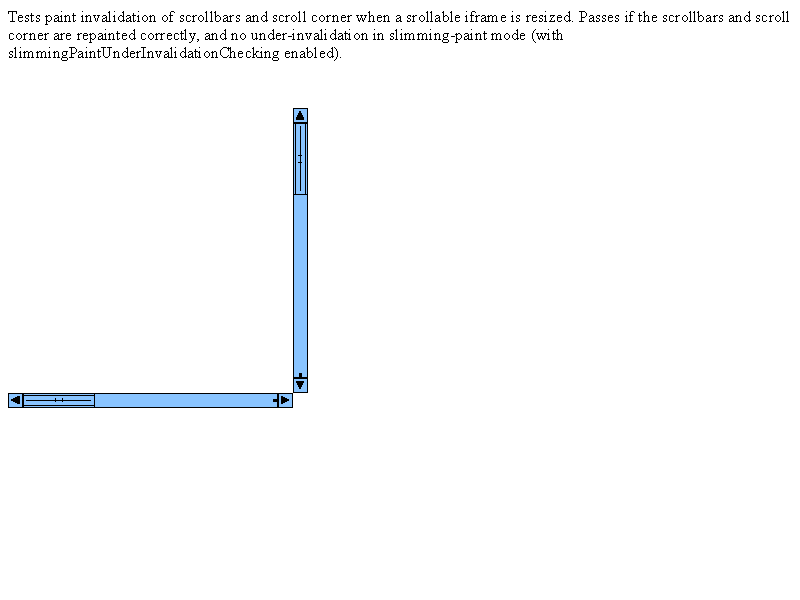 Tests paint invalidation of scrollbars and scroll corner when a srollable iframe is resized. Passes if the scrollbars and scroll
corner are repainted correctly, and no under-invalidation in slimming-paint mode (with
slimmingPaintUnderInvalidationChecking enabled).